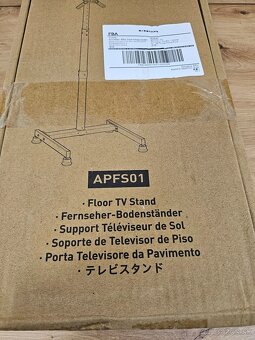 FBA
APFS01
· Floor TV Stand
· Fernseher-Bodenständer
· Support Téléviseur de Sol
· Soporte de Televisor de Piso
· Porta Televisore da Pavimento
· テレビスタンド